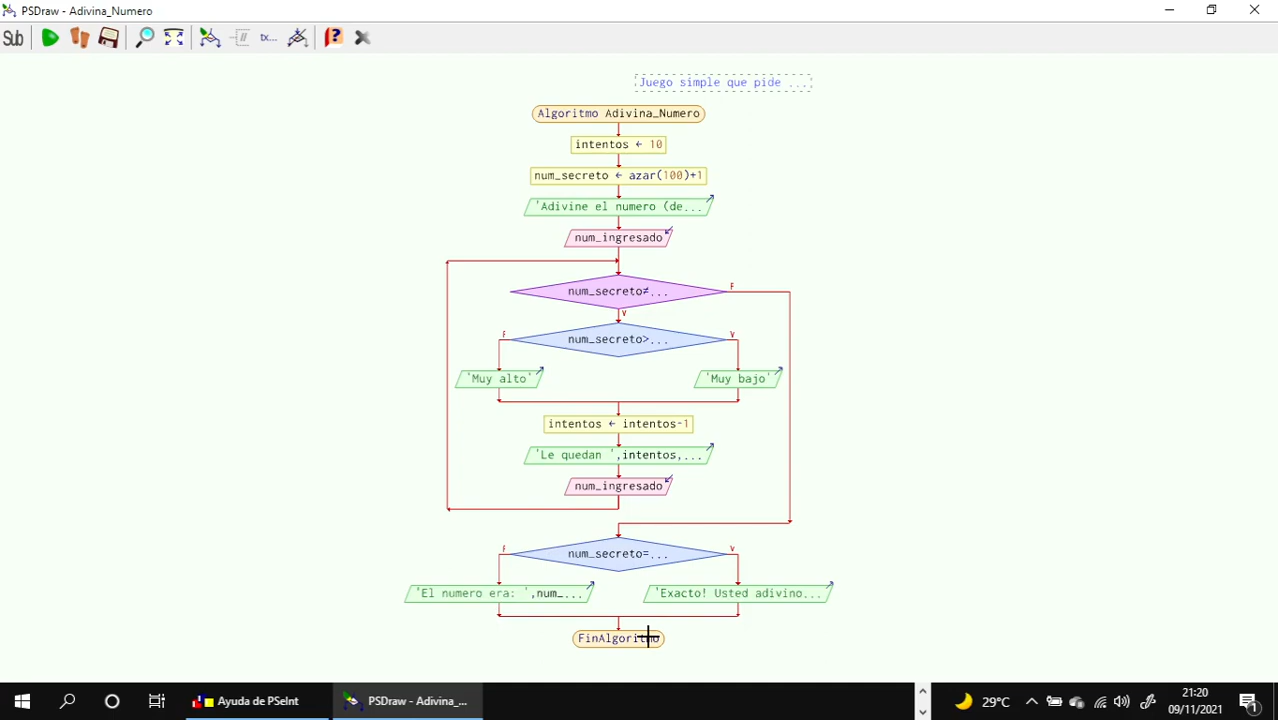 PSDraw - Adivina_Numero
Sub
tx...
Juego simple que pide ...
Algoritmo Adivina_Numero
intentos ← 10
num_secreto ← azar(100)+1
'Adivine el numero (de...
num_ingresado
num_secreto≠...
F
V
num_secreto>...
F
V
'Muy alto'
'Muy bajo'
intentos ← intentos-1
'Le quedan ',intentos,...
num_ingresado
num_secreto=...
F
V
'El numero era: ',num_...
'Exacto! Usted adivino...
FinAlgoritmo
Ayuda de PSeInt
PSDraw - Adivina_...
29°C
21:20
09/11/2021
1